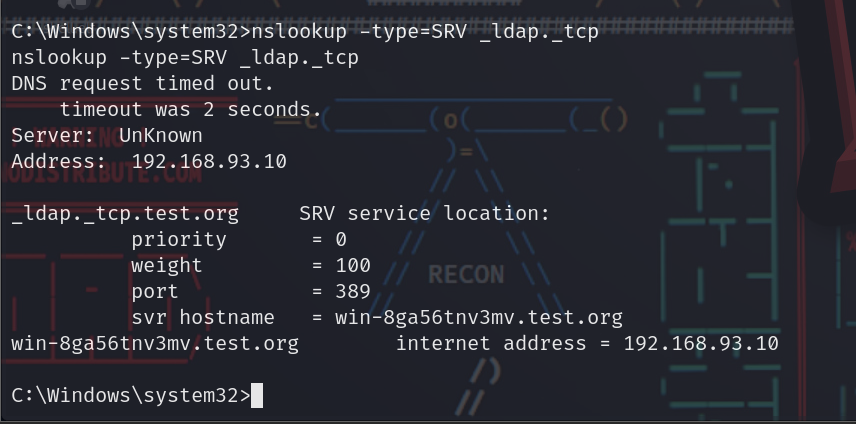 C:\Windows\system32>nslookup -type=SRV _ldap._tcp
nslookup -type=SRV _ldap._tcp
DNS request timed out.
    timeout was 2 seconds.
Server:  UnKnown
Address:  192.168.93.10
_ldap._tcp.test.org     SRV service location:
          priority       = 0
          weight         = 100
          port           = 389
          svr hostname   = win-8ga56tnv3mv.test.org
win-8ga56tnv3mv.test.org        internet address = 192.168.93.10
C:\Windows\system32>
WARNING
RECON